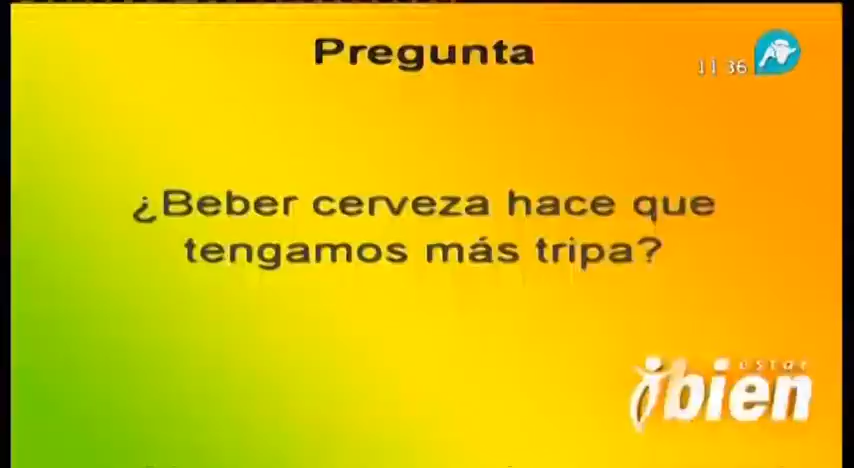 Pregunta
11 36
¿Beber cerveza hace que
tengamos más tripa?
estar
bien